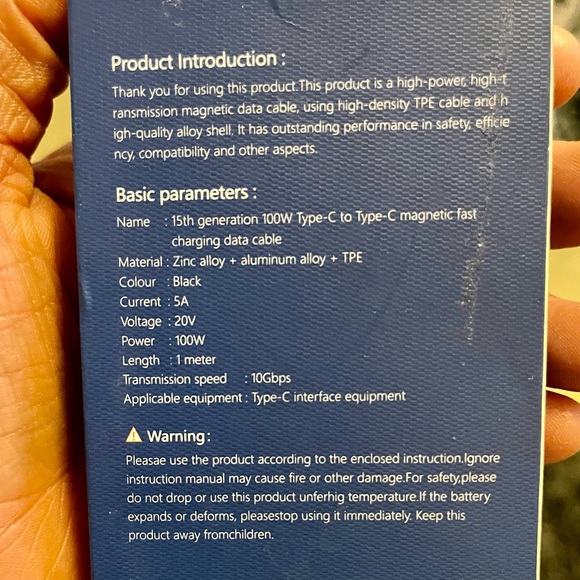 Product Introduction :
Thank you for using this product.This product is a high-power, high-t
ransmission magnetic data cable, using high-density TPE cable and h
igh-quality alloy shell. It has outstanding performance in safety, efficie
ncy, compatibility and other aspects.
Basic parameters :
Name : 15th generation 100W Type-C to Type-C magnetic fast
charging data cable
Material : Zinc alloy + aluminum alloy + TPE
Colour : Black
Current : 5A
Voltage : 20V
Power : 100W
Length : 1 meter
Transmission speed : 10Gbps
Applicable equipment : Type-C interface equipment
⚠ Warning:
Pleasae use the product according to the enclosed instruction.Ignore
instruction manual may cause fire or other damage.For safety,please
do not drop or use this product unferhig temperature.If the battery
expands or deforms, pleasestop using it immediately. Keep this
product away fromchildren.